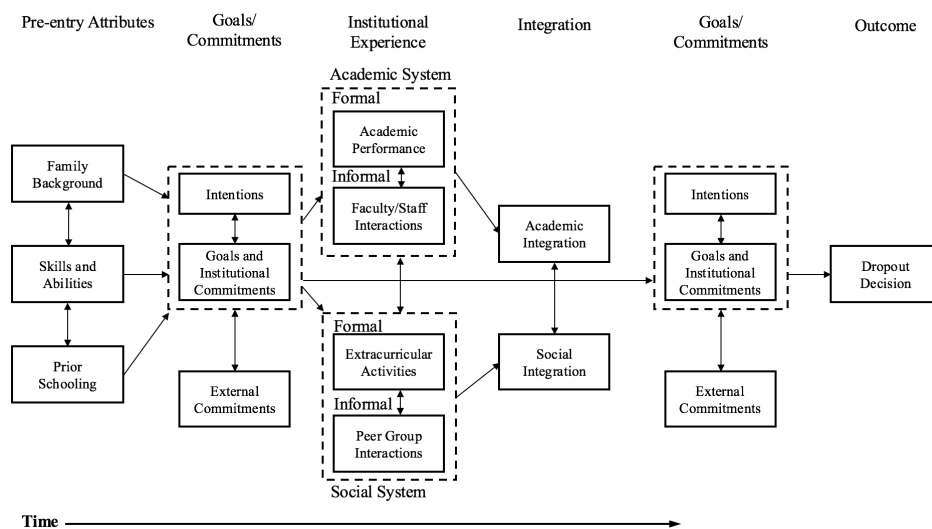 Pre-entry Attributes
Goals/
Commitments
Institutional
Experience
Integration
Goals/
Commitments
Outcome
Academic System
Formal
Academic
Performance
Informal
Faculty/Staff
Interactions
Family
Background
Skills and
Abilities
Prior
Schooling
Intentions
Goals and
Institutional
Commitments
External
Commitments
Formal
Extracurricular
Activities
Informal
Peer Group
Interactions
Social System
Academic
Integration
Social
Integration
Intentions
Goals and
Institutional
Commitments
External
Commitments
Dropout
Decision
Time